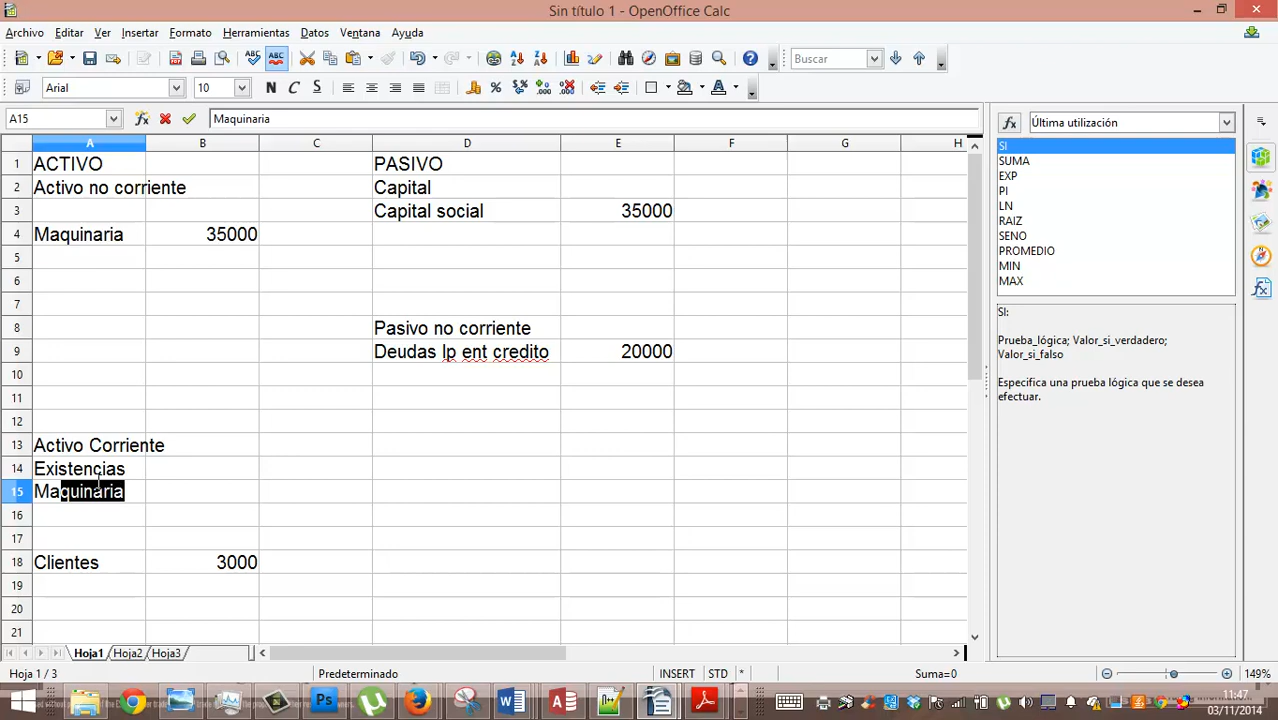 Sin título 1 - OpenOffice Calc
Archivo Editar Ver Insertar Formato Herramientas Datos Ventana Ayuda
Buscar
Arial 10 N C S
A15 Maquinaria
Última utilización
A B C D E F G H
1 ACTIVO PASIVO
2 Activo no corriente Capital
3 Capital social 35000
4 Maquinaria 35000
5
6
7
8 Pasivo no corriente
9 Deudas lp ent credito 20000
10
11
12
13 Activo Corriente
14 Existencias
15 Maquinaria
16
17
18 Clientes 3000
19
20
21
SI
SUMA
EXP
PI
LN
RAIZ
SENO
PROMEDIO
MIN
MAX
SI:
Prueba_lógica; Valor_si_verdadero;
Valor_si_falso
Especifica una prueba lógica que se desea
efectuar.
Hoja1 Hoja2 Hoja3
Hoja 1 / 3 Predeterminado INSERT STD * Suma=0 149%
11:47
03/11/2014